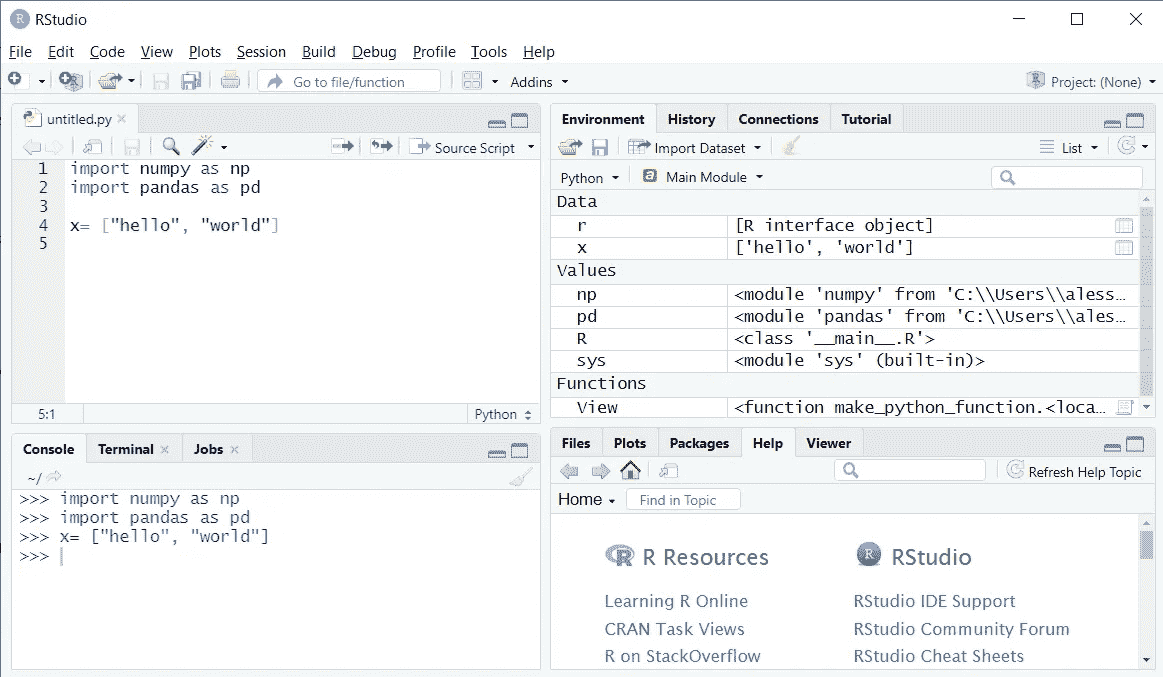 R RStudio
File Edit Code View Plots Session Build Debug Profile Tools Help
Go to file/function Addins R Project: (None)
untitled.py
Source Script
1 import numpy as np
2 import pandas as pd
3
4 x= ["hello", "world"]
5
5:1 Python
Console Terminal Jobs
~/
>>> import numpy as np
>>> import pandas as pd
>>> x= ["hello", "world"]
>>>
Environment History Connections Tutorial
Import Dataset List
Python Main Module
Data
r [R interface object]
x ['hello', 'world']
Values
np <module 'numpy' from 'C:\\Users\\aless…
pd <module 'pandas' from 'C:\\Users\\ales…
R <class '__main__.R'>
sys <module 'sys' (built-in)>
Functions
View <function make_python_function.<loca…
Files Plots Packages Help Viewer
Refresh Help Topic
Home Find in Topic
R R Resources
Learning R Online
CRAN Task Views
R on StackOverflow
R RStudio
RStudio IDE Support
RStudio Community Forum
RStudio Cheat Sheets